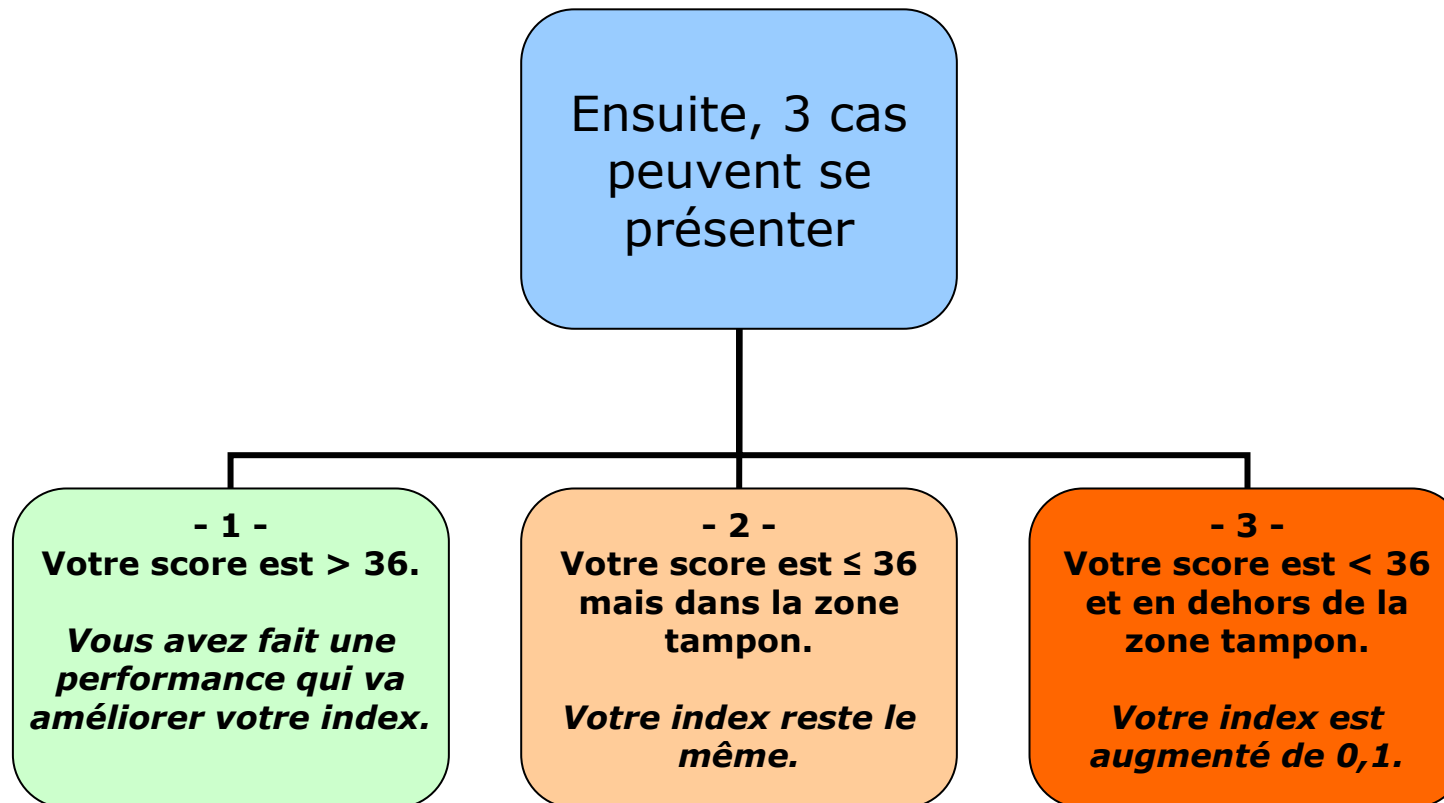 Ensuite, 3 cas
peuvent se
présenter
- 1 -
Votre score est > 36.
Vous avez fait une
performance qui va
améliorer votre index.
- 2 -
Votre score est ≤ 36
mais dans la zone
tampon.
Votre index reste le
même.
- 3 -
Votre score est < 36
et en dehors de la
zone tampon.
Votre index est
augmenté de 0,1.